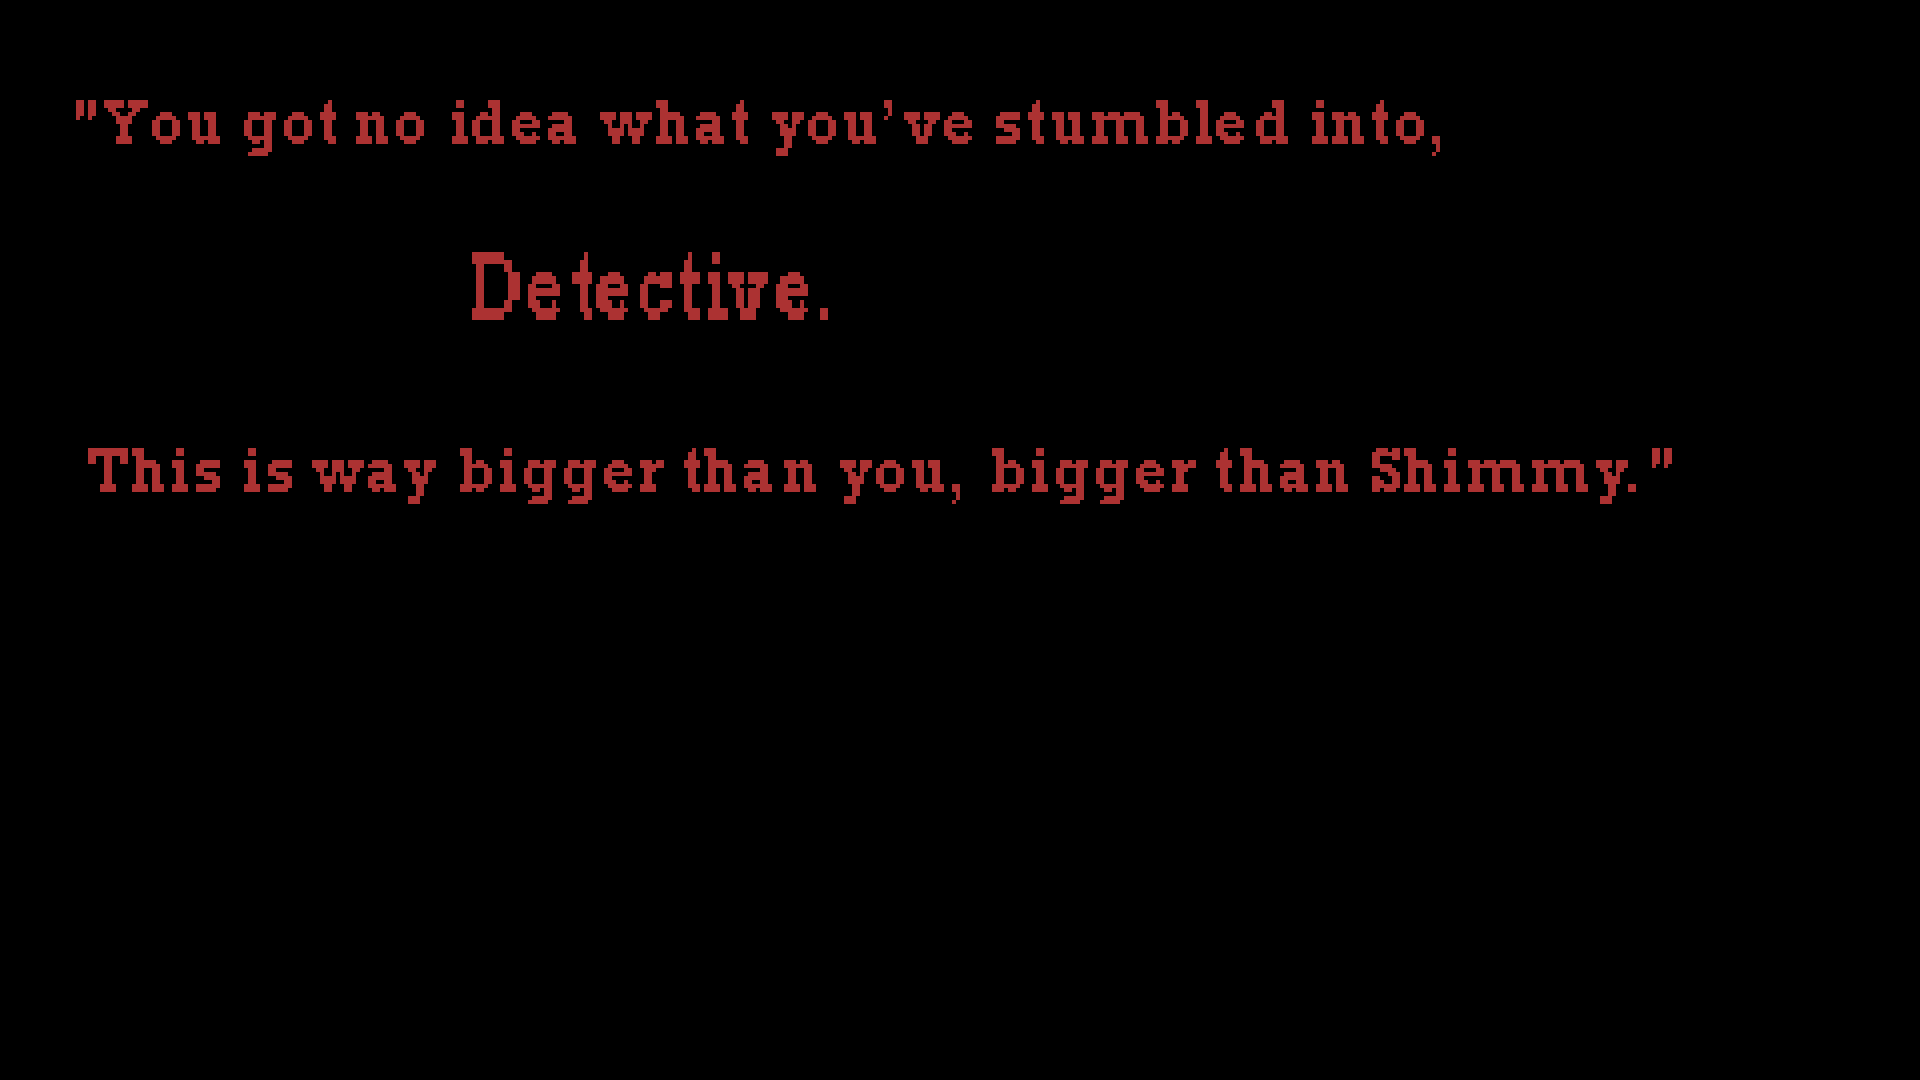 "You got no idea what you've stumbled into,
Detective.
This is way bigger than you, bigger than Shimmy."